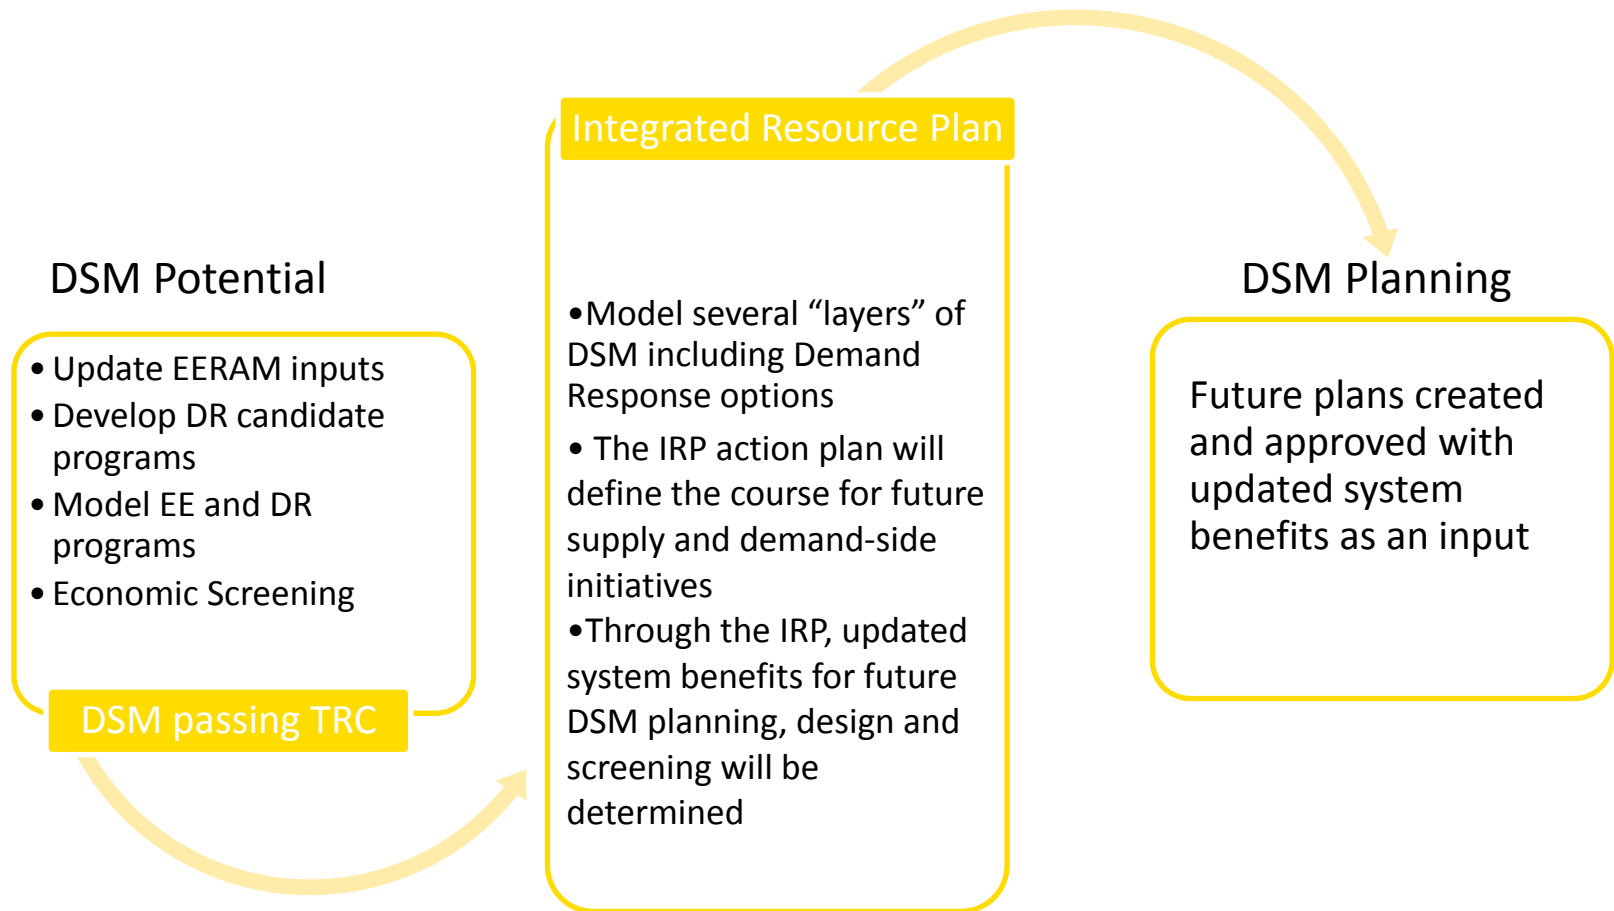 DSM Potential
• Update EERAM inputs
• Develop DR candidate
programs
• Model EE and DR
programs
• Economic Screening
DSM passing TRC
Integrated Resource Plan
•Model several “layers” of
DSM including Demand
Response options
• The IRP action plan will
define the course for future
supply and demand-side
initiatives
•Through the IRP, updated
system benefits for future
DSM planning, design and
screening will be
determined
DSM Planning
Future plans created
and approved with
updated system
benefits as an input